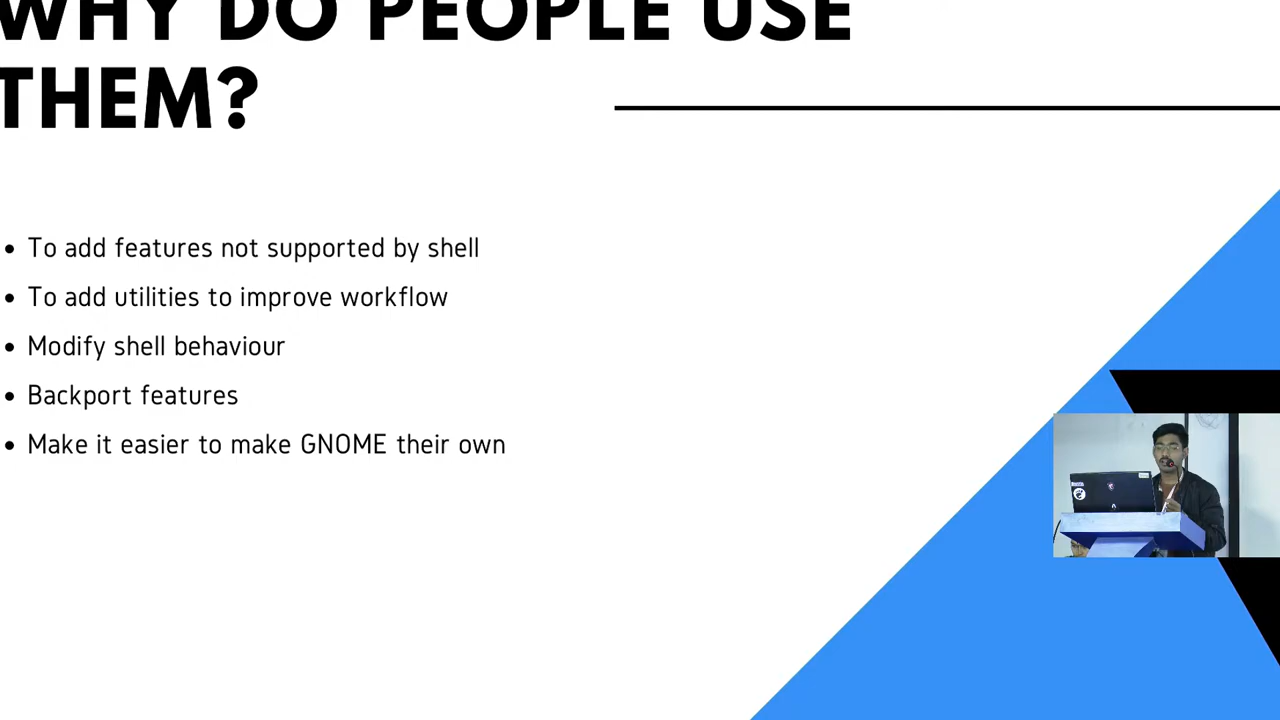 WHY DO PEOPLE USE
THEM?
• To add features not supported by shell
• To add utilities to improve workflow
• Modify shell behaviour
• Backport features
• Make it easier to make GNOME their own